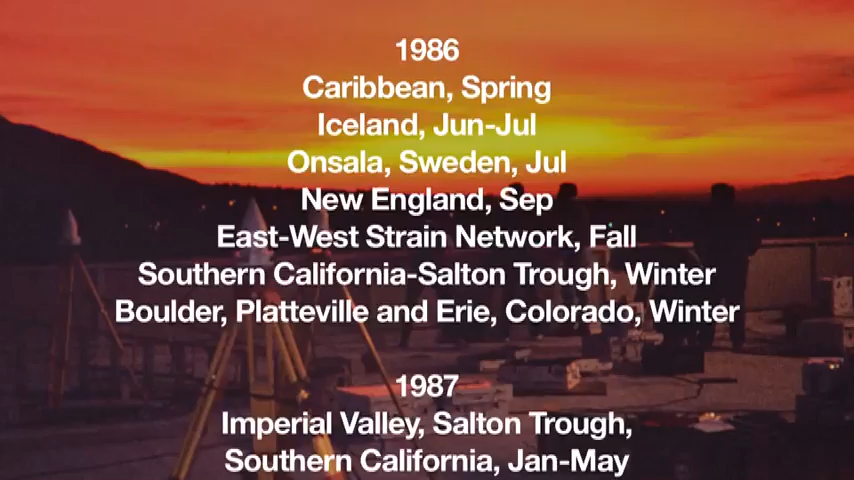 1986
Caribbean, Spring
Iceland, Jun-Jul
Onsala, Sweden, Jul
New England, Sep
East-West Strain Network, Fall
Southern California-Salton Trough, Winter
Boulder, Platteville and Erie, Colorado, Winter
1987
Imperial Valley, Salton Trough,
Southern California, Jan-May